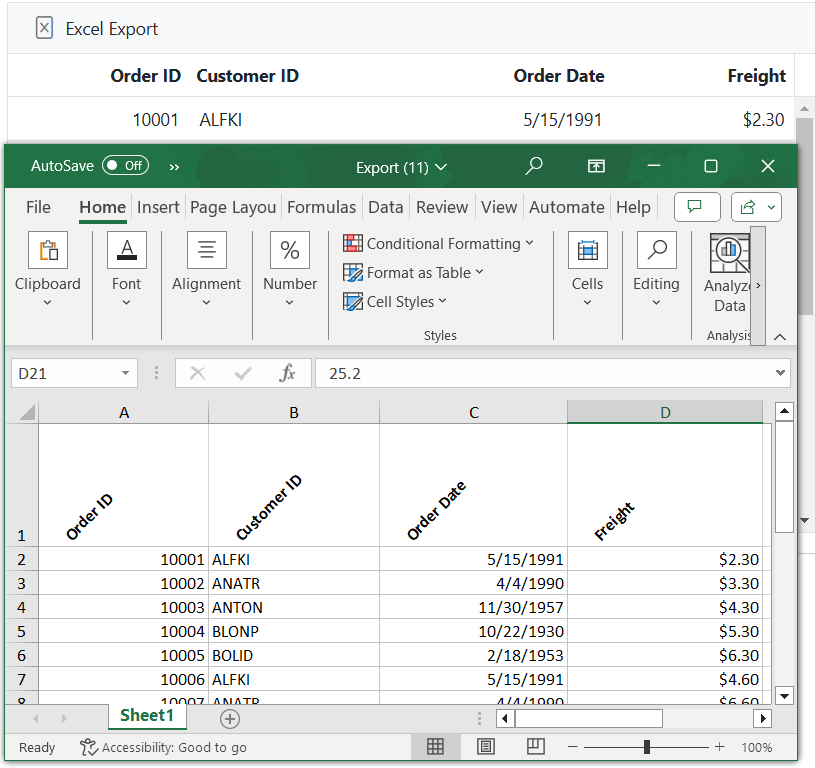 Excel Export
Order ID Customer ID Order Date Freight
10001 ALFKI 5/15/1991 $2.30
AutoSave Off ›› Export (11)
File Home Insert Page Layou Formulas Data Review View Automate Help
Clipboard Font Alignment % Number Conditional Formatting Cells Editing Analyze
Format as Table Data
Cell Styles
Styles Analysis
D21 fx 25.2
A B C D
1 Order ID Customer ID Order Date Freight
2 10001 ALFKI 5/15/1991 $2.30
3 10002 ANATR 4/4/1990 $3.30
4 10003 ANTON 11/30/1957 $4.30
5 10004 BLONP 10/22/1930 $5.30
6 10005 BOLID 2/18/1953 $6.30
7 10006 ALFKI 5/15/1991 $4.60
8 10007 ANATR 4/4/1990 $6.60
Sheet1
Ready Accessibility: Good to go 100%